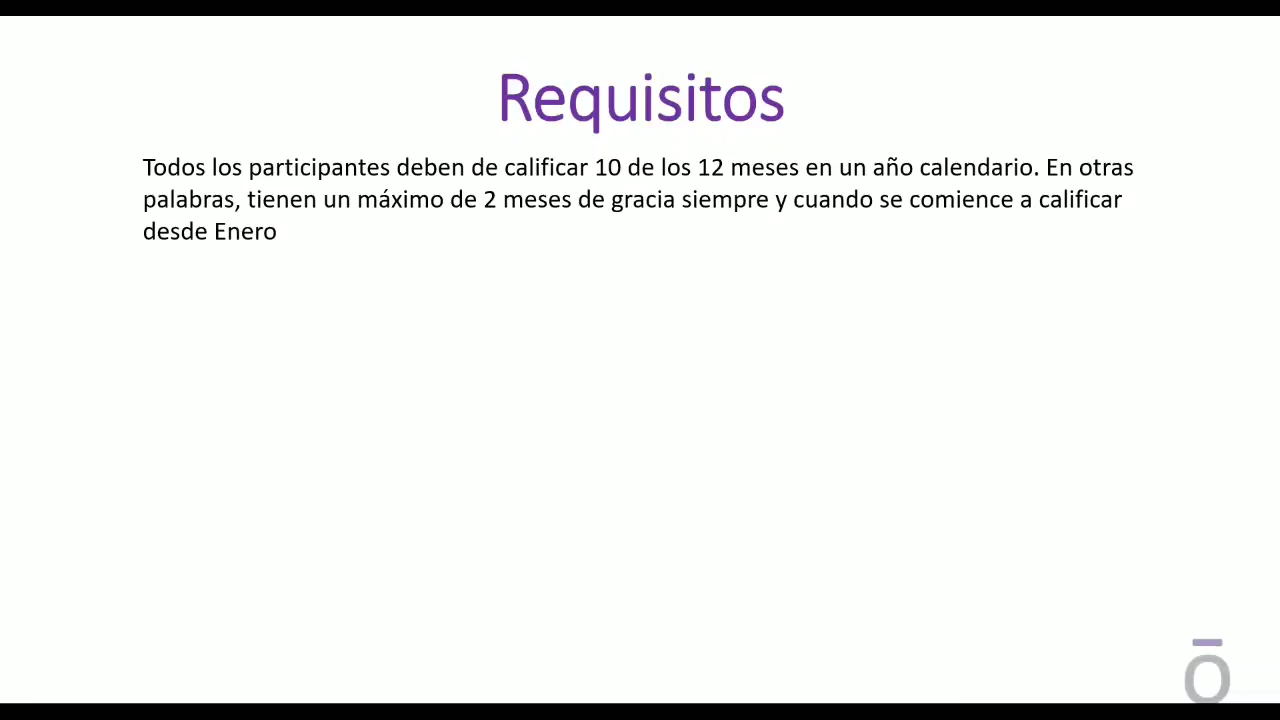 Requisitos
Todos los participantes deben de calificar 10 de los 12 meses en un año calendario. En otras
palabras, tienen un máximo de 2 meses de gracia siempre y cuando se comience a calificar
desde Enero
ō